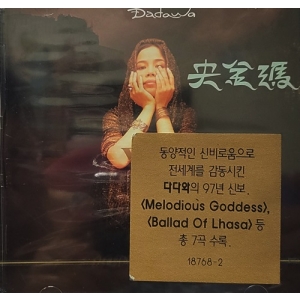 Dadawa
央金瑪
동양적인 신비로움으로
전세계를 감동시킨
다다와의 97년 신보.
<Melodious Goddess>,
<Ballad Of Lhasa> 등
총 7곡 수록.
18768-2